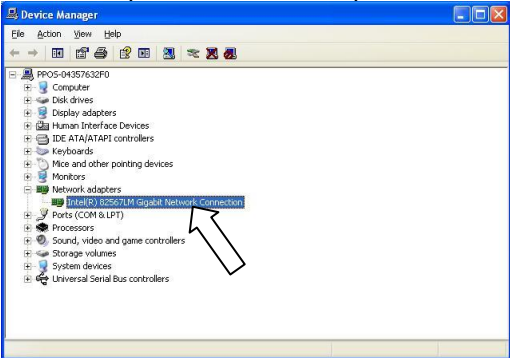 Device Manager
File Action View Help
PPOS-04357632F0
Computer
Disk drives
Display adapters
Human Interface Devices
IDE ATA/ATAPI controllers
Keyboards
Mice and other pointing devices
Monitors
Network adapters
Intel(R) 82567LM Gigabit Network Connection
Ports (COM & LPT)
Processors
Sound, video and game controllers
Storage volumes
System devices
Universal Serial Bus controllers